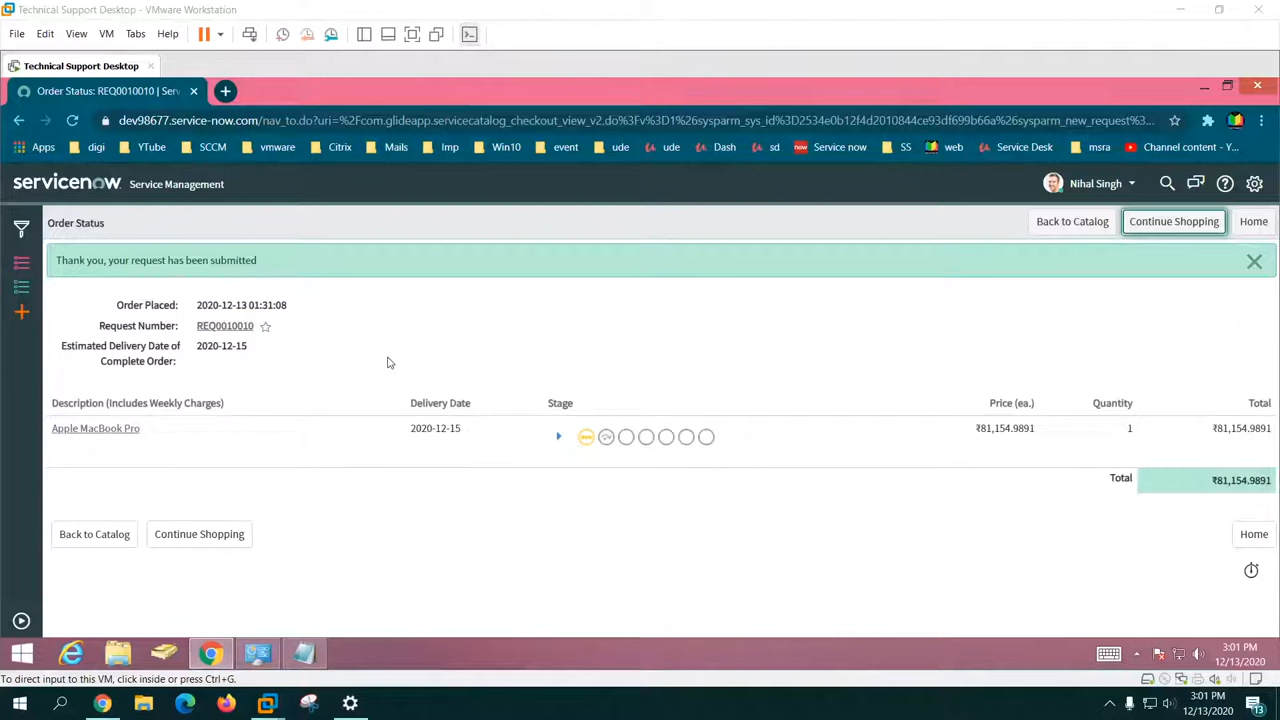 Technical Support Desktop - VMware Workstation
File Edit View VM Tabs Help
Technical Support Desktop
Order Status: REQ0010010 | Serv
dev98677.service-now.com/nav_to.do?uri=%2Fcom.glideapp.servicecatalog_checkout_view_v2.do%3Fv%3D1%26sysparm_sys_id%3D2534e0b12f4d2010844ce93df699b66a%26sysparm_new_request%...
Apps digi YTube SCCM vmware Citrix Mails Imp Win10 event ude ude Dash sd Service now SS web Service Desk msra Channel content - Y...
servicenow Service Management Nihal Singh
Order Status Back to Catalog Continue Shopping Home
Thank you, your request has been submitted
Order Placed: 2020-12-13 01:31:08
Request Number: REQ0010010
Estimated Delivery Date of 2020-12-15
Complete Order:
Description (Includes Weekly Charges) Delivery Date Stage Price (ea.) Quantity Total
Apple MacBook Pro 2020-12-15 ₹81,154.9891 1 ₹81,154.9891
Total ₹81,154.9891
Back to Catalog Continue Shopping Home
3:01 PM
12/13/2020
To direct input to this VM, click inside or press Ctrl+G.
3:01 PM
12/13/2020
13